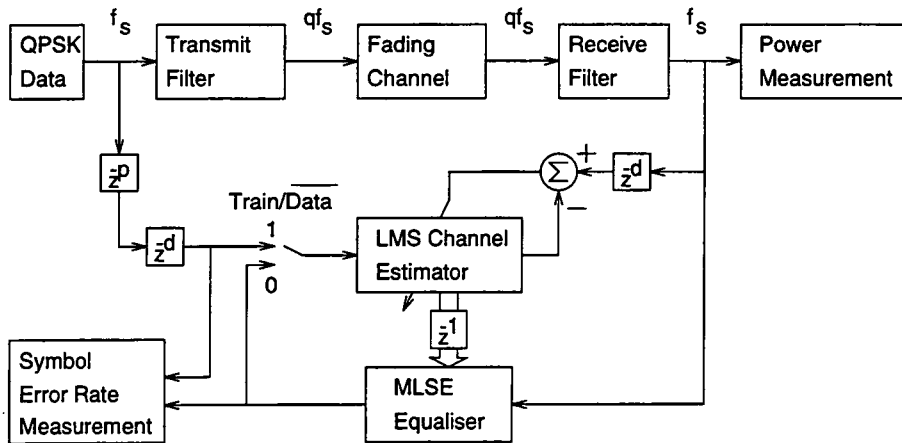 f_s
qf_s
qf_s
f_s
QPSK
Data
Transmit
Filter
Fading
Channel
Receive
Filter
Power
Measurement
z^-p
z^-d
Train/Data
1
0
LMS Channel
Estimator
Σ
+
−
z^-d
z^-1
Symbol
Error Rate
Measurement
MLSE
Equaliser